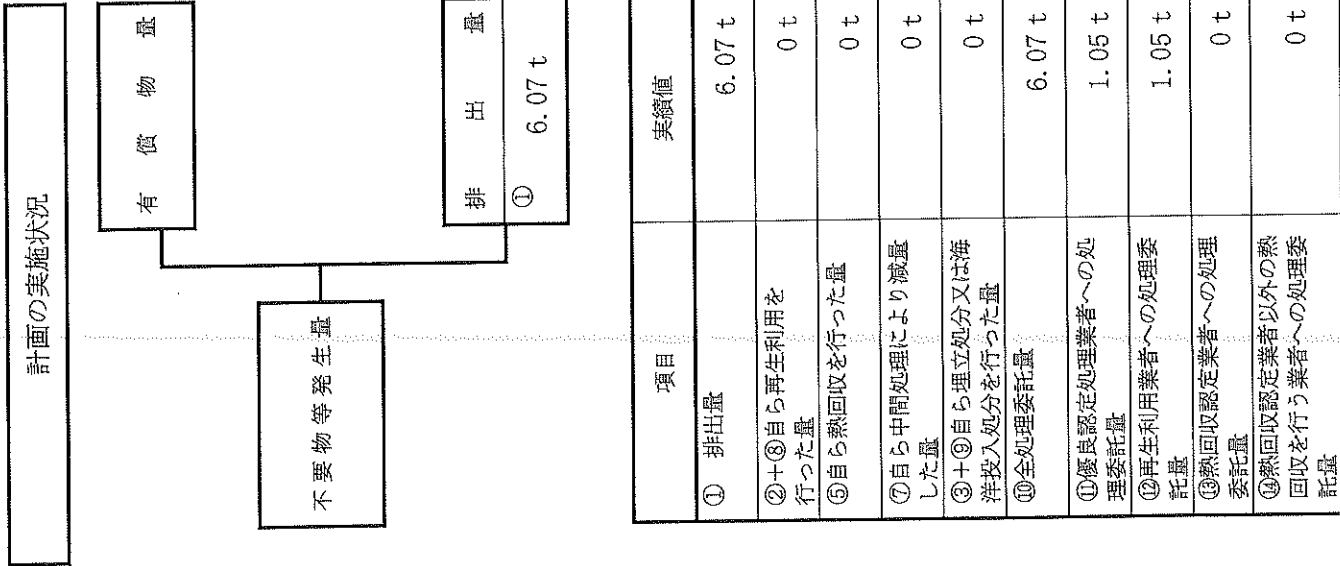 計画の実施状況
有償物量
不要物等発生量
排出量
① 6.07 t
項目 実績値
① 排出量 6.07 t
②+⑧自ら再生利用を
行った量 0 t
⑤自ら熱回収を行った量 0 t
⑦自ら中間処理により減量
した量 0 t
③+⑨自ら埋立処分又は海
洋投入処分を行った量 0 t
⑩全処理委託量 6.07 t
⑪優良認定処理業者への処
理委託量 1.05 t
⑫再生利用業者への処理委
託量 1.05 t
⑬熱回収認定業者への処理
委託量 0 t
⑭熱回収認定業者以外の熱
回収を行う業者への処理委
託量 0 t